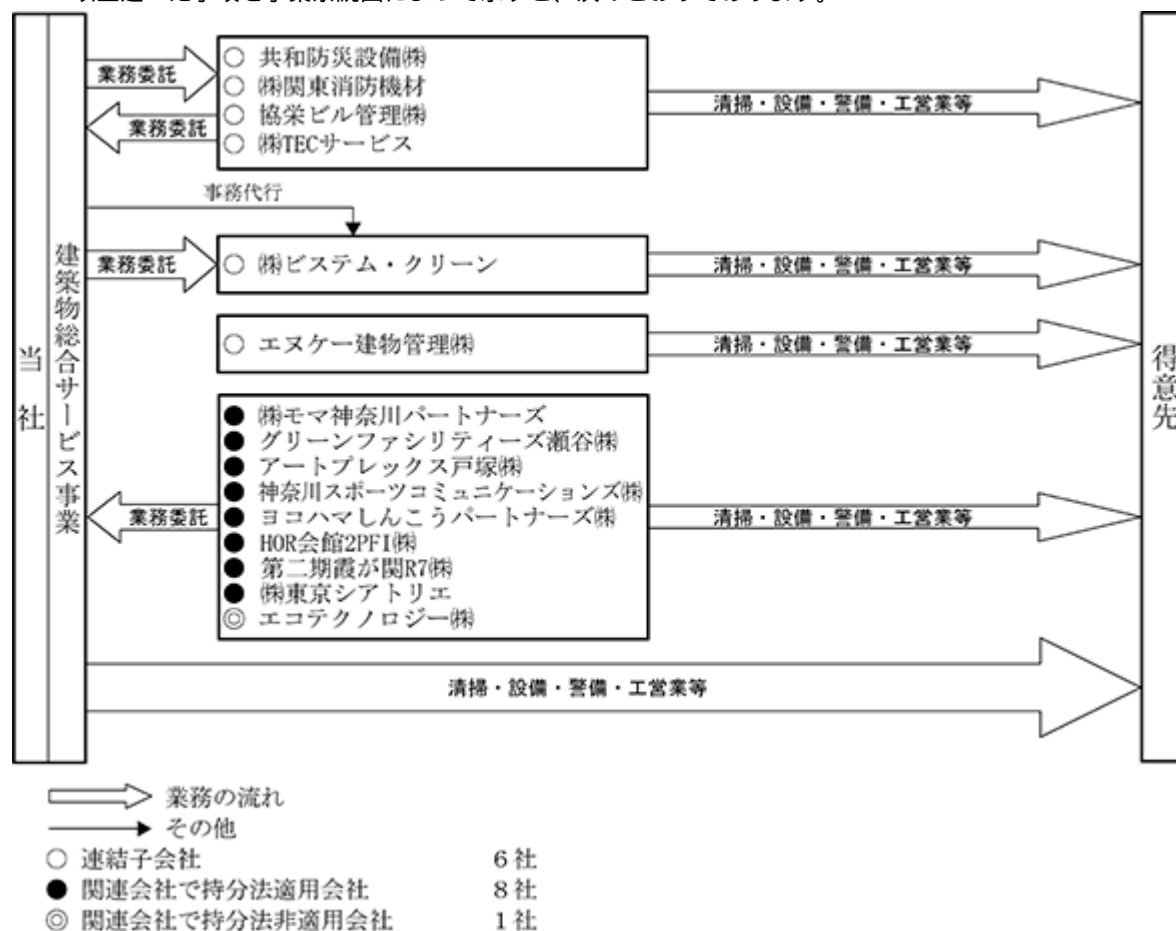 業務委託
業務委託
○ 共和防災設備㈱
○ ㈱関東消防機材
○ 協栄ビル管理㈱
○ ㈱TECサービス
清掃・設備・警備・工営業等
事務代行
業務委託
○ ㈱ビステム・クリーン
清掃・設備・警備・工営業等
○ エヌケー建物管理㈱
清掃・設備・警備・工営業等
当社
建築物総合サービス事業
得意先
業務委託
● ㈱モマ神奈川パートナーズ
● グリーンファシリティーズ瀬谷㈱
● アートプレックス戸塚㈱
● 神奈川スポーツコミュニケーションズ㈱
● ヨコハマしんこうパートナーズ㈱
● HOR会館2PFI㈱
● 第二期霞が関R7㈱
● ㈱東京シアトリエ
◎ エコテクノロジー㈱
清掃・設備・警備・工営業等
清掃・設備・警備・工営業等
業務の流れ
その他
○ 連結子会社 6社
● 関連会社で持分法適用会社 8社
◎ 関連会社で持分法非適用会社 1社